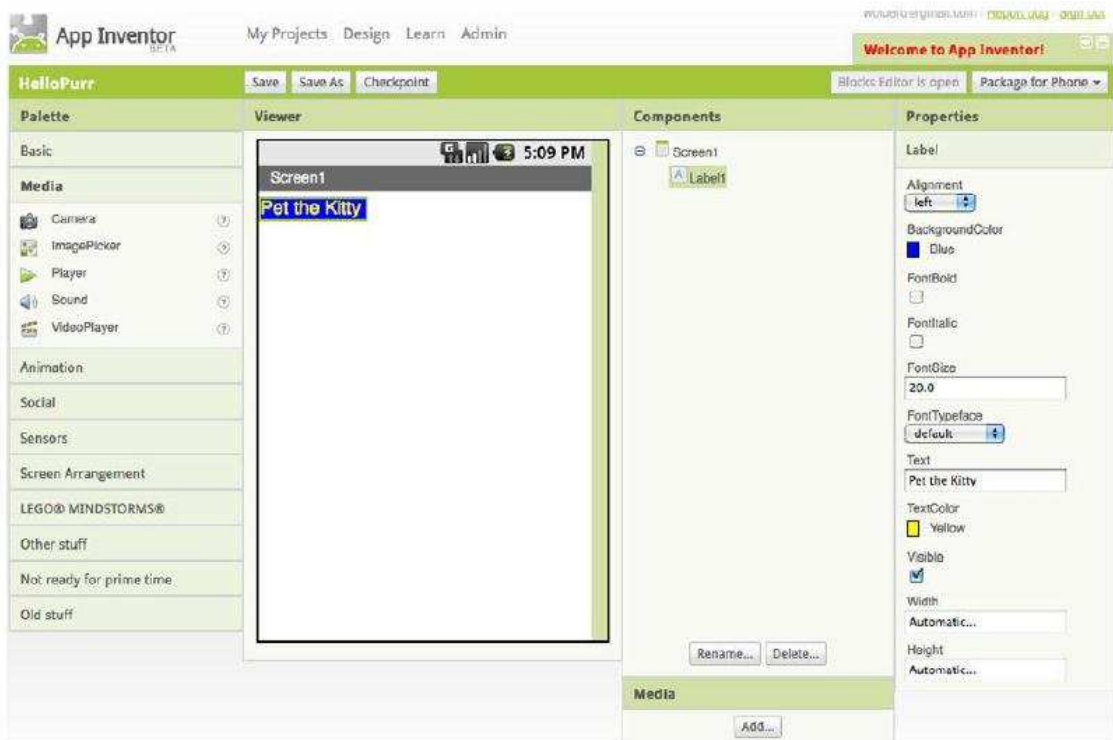 Report bug Sign out
App Inventor
BETA
My Projects Design Learn Admin
Welcome to App Inventor!
HelloPurr
Save Save As Checkpoint
Blocks Editor is open Package for Phone
Palette
Basic
Media
Camera
ImagePicker
Player
Sound
VideoPlayer
Animation
Social
Sensors
Screen Arrangement
LEGO® MINDSTORMS®
Other stuff
Not ready for prime time
Old stuff
Viewer
5:09 PM
Screen1
Pet the Kitty
Components
Screen1
A Label1
Rename... Delete...
Media
Add...
Properties
Label
Alignment
left
BackgroundColor
Blue
FontBold
FontItalic
FontSize
20.0
FontTypeface
default
Text
Pet the Kitty
TextColor
Yellow
Visible
Width
Automatic...
Height
Automatic...